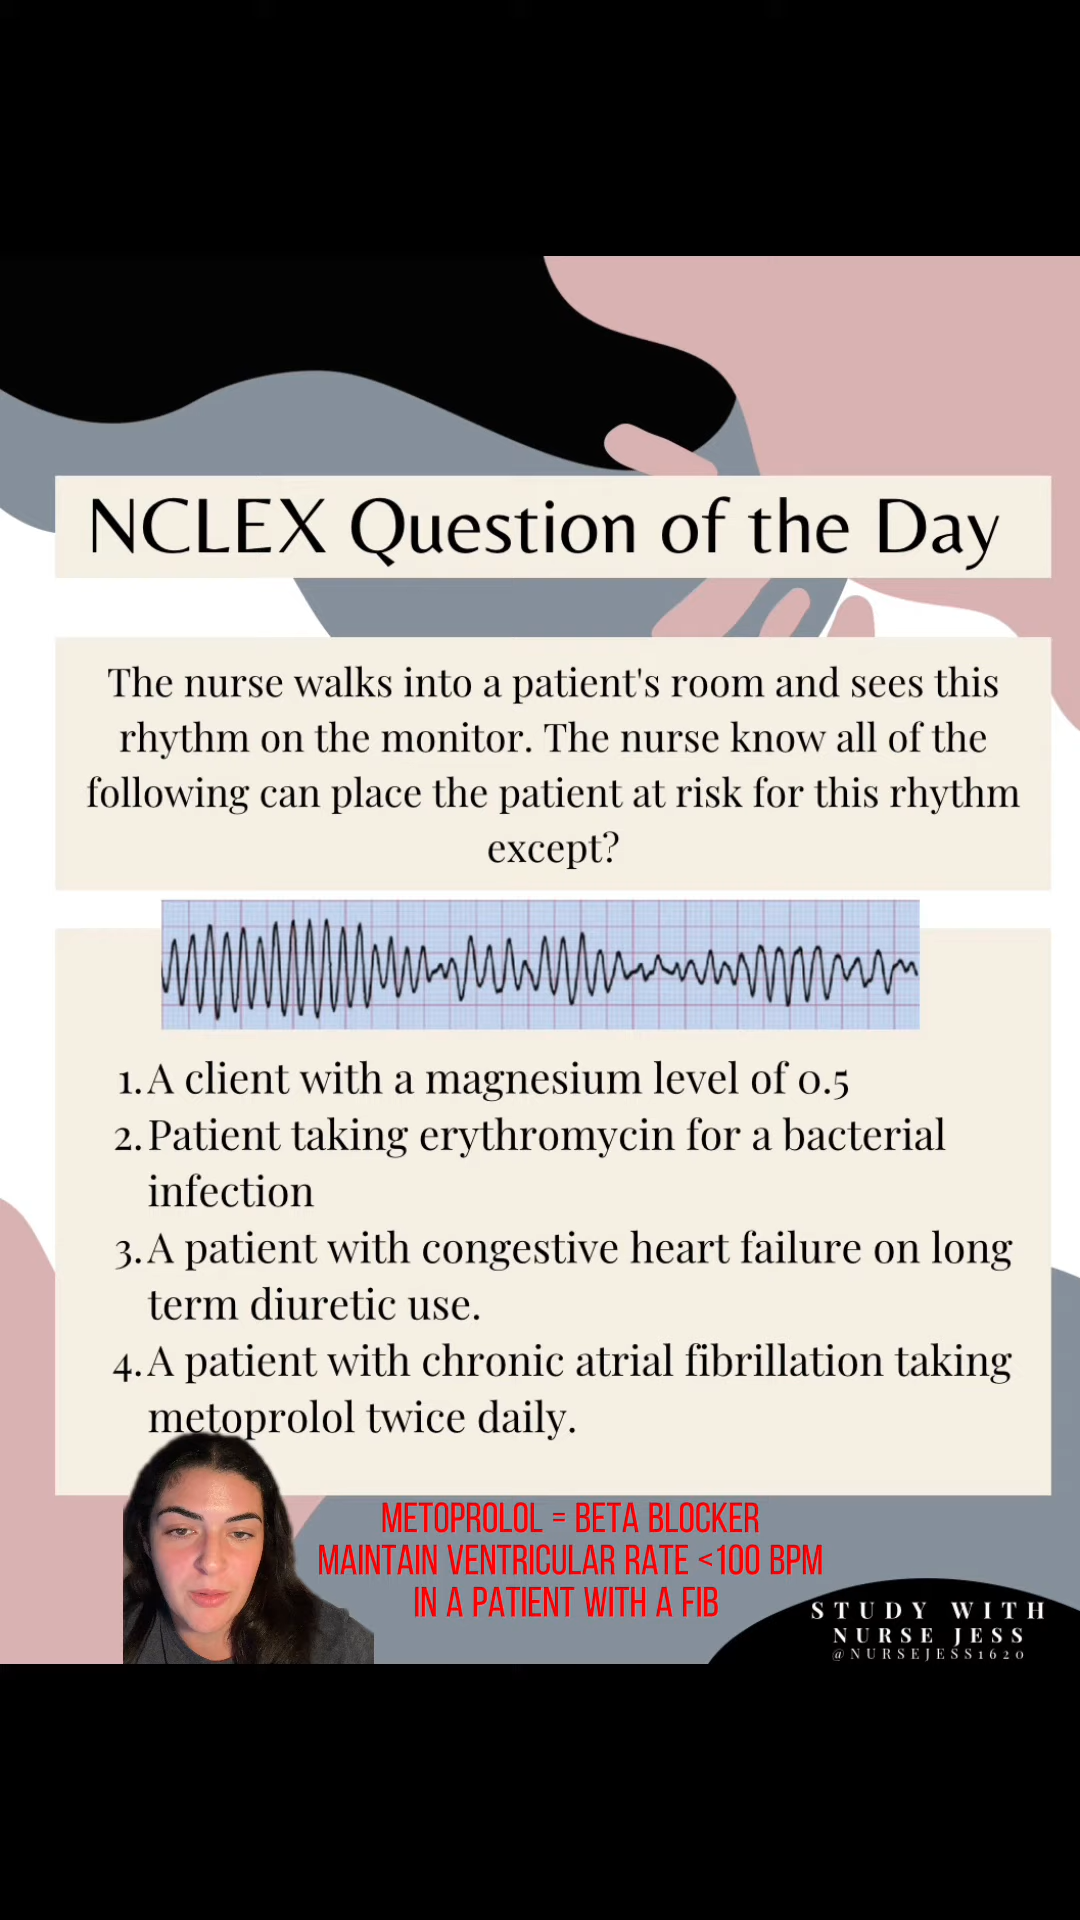 NCLEX Question of the Day
The nurse walks into a patient's room and sees this
rhythm on the monitor. The nurse know all of the
following can place the patient at risk for this rhythm
except?
1. A client with a magnesium level of 0.5
2. Patient taking erythromycin for a bacterial
infection
3. A patient with congestive heart failure on long
term diuretic use.
4. A patient with chronic atrial fibrillation taking
metoprolol twice daily.
METOPROLOL = BETA BLOCKER
MAINTAIN VENTRICULAR RATE <100 BPM
IN A PATIENT WITH A FIB
STUDY WITH
NURSE JESS
@NURSEJESS1620